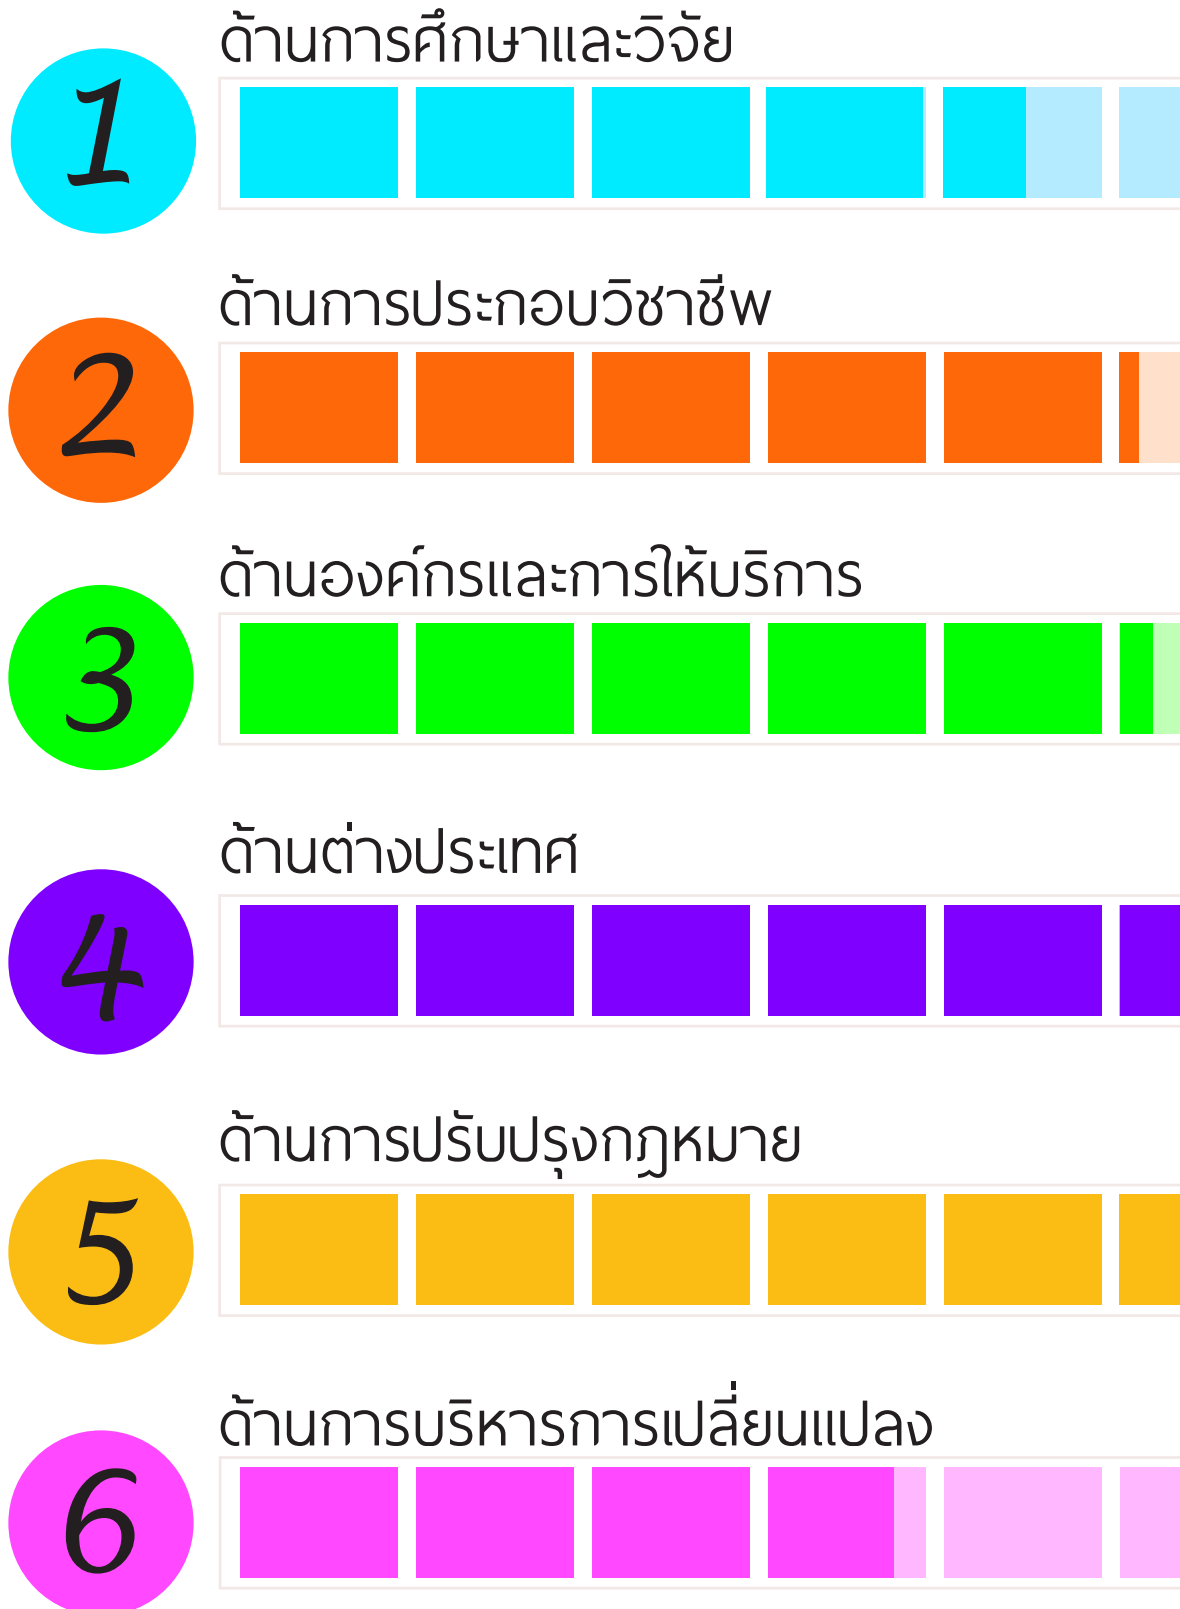 ด้านการศึกษาและวิจัย
1
ด้านการประกอบวิชาชีพ
2
ด้านองค์กรและการให้บริการ
3
ด้านต่างประเทศ
4
ด้านการปรับปรุงกฎหมาย
5
ด้านการบริหารการเปลี่ยนแปลง
6